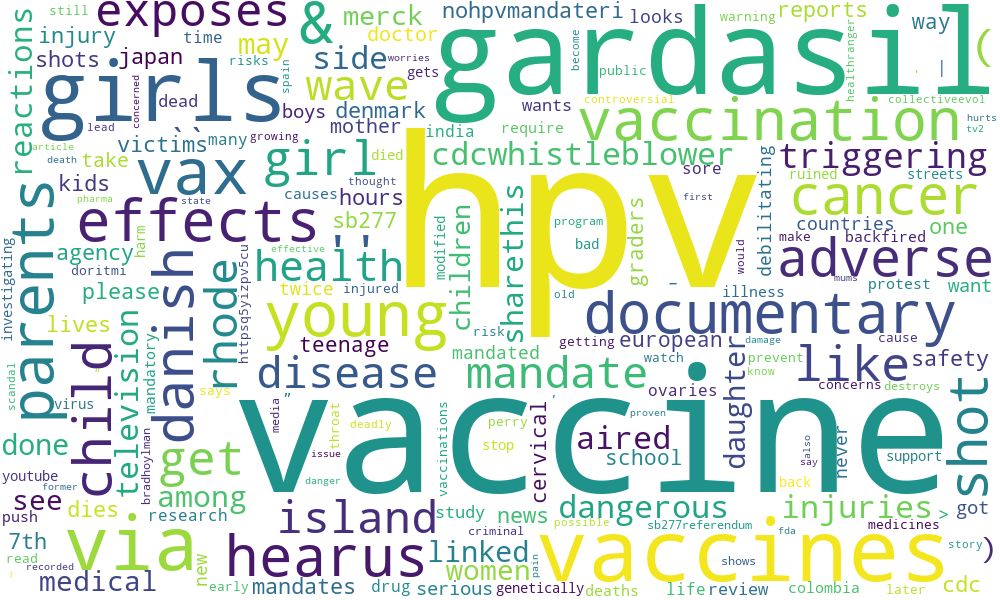 still
exposes
&
merck
nohpvmandateri
looks
warning
reports
way
injury
time
may
doctor
gardasil
(
reactions
shots
japan
risks
side
worries
gets
become
public
healthranger
,
|
girls
concerned
dead
spain
wave
boys
denmark
wants
controversial
collectiveevol
lead
``
mother
india
require
vaccination
hurts
tv2
article
victims
many
growing
girl
died
cdcwhistleblower
sore
triggering
death
take
vax
thought
hpv
first
debilitating
ruined
streets
pharma
kids
state
causes
hours
sharethis
program
graders
cancer
parents
effects
sb277
children
modified
bad
countries
one
harm
..
would
make
backfired
adverse
investigating
agency
danish
rhode
httpsq5yizpv5cu
effective
health
–
doritmi
mums
protest
want
please
twice
injured
young
old
illness
documentary
lives
television
mandatory
teenage
getting
european
daughter
damage
cause
child
mandated
risk
watch
prevent
like
safety
scandal
says
disease
mandate
ovaries
know
concerns
destroys
virus
”
,
vaccine
shot
media
throat
deadly
vaccinations
perry
cervical
proven
never
also
done
bradhoylman
issue
stop
aired
school
say
support
youtube
get
danger
back
former
see
among
dies
island
study
news
dangerous
injuries
>
got
push
research
criminal
possible
sb277referendum
fda
medicines
7th
via
hearus
linked
vaccines
story
)
read
new
women
pain
shows
recorded
:
medical
early
mandates
drug
serious
genetically
deaths
life
review
colombia
later
cdc